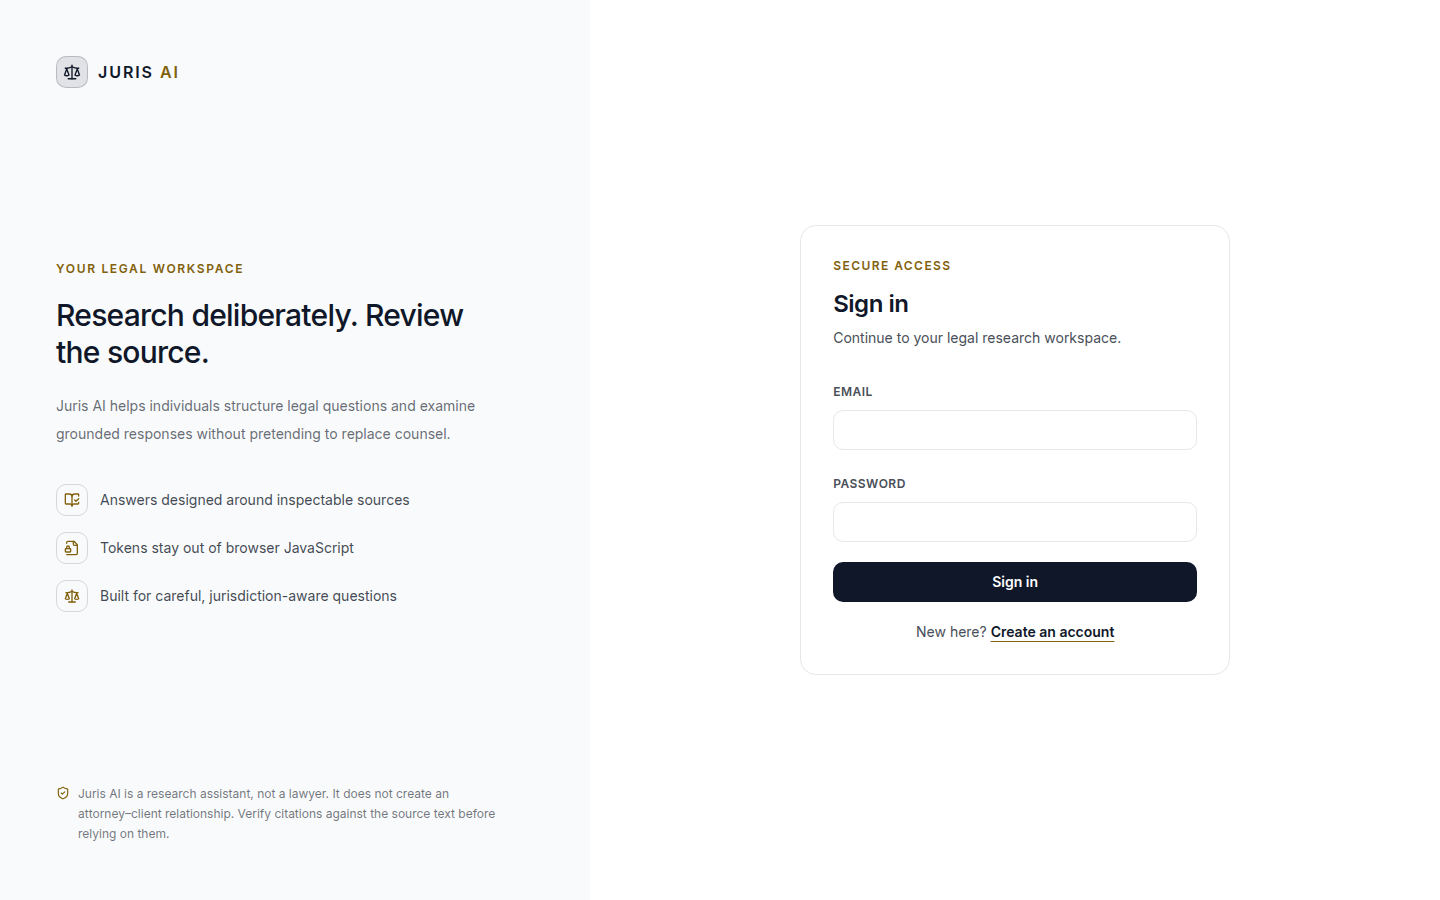 JURIS AI
YOUR LEGAL WORKSPACE
Research deliberately. Review
the source.
Juris AI helps individuals structure legal questions and examine
grounded responses without pretending to replace counsel.
Answers designed around inspectable sources
Tokens stay out of browser JavaScript
Built for careful, jurisdiction-aware questions
Juris AI is a research assistant, not a lawyer. It does not create an
attorney–client relationship. Verify citations against the source text before
relying on them.
SECURE ACCESS
Sign in
Continue to your legal research workspace.
EMAIL
PASSWORD
Sign in
New here? Create an account